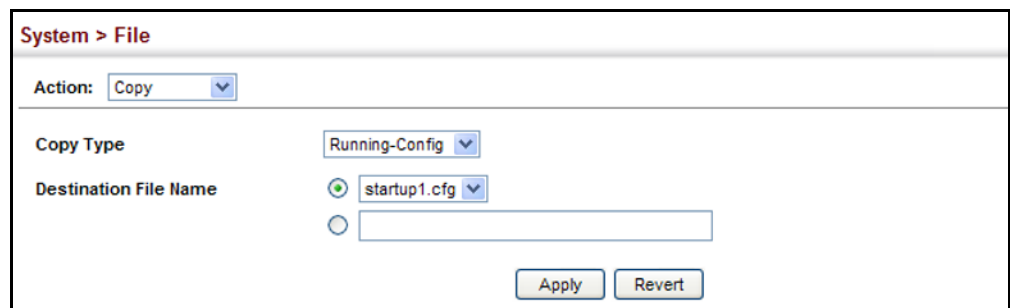 System > File
Action: Copy
Copy Type Running-Config
Destination File Name startup1.cfg
Apply Revert